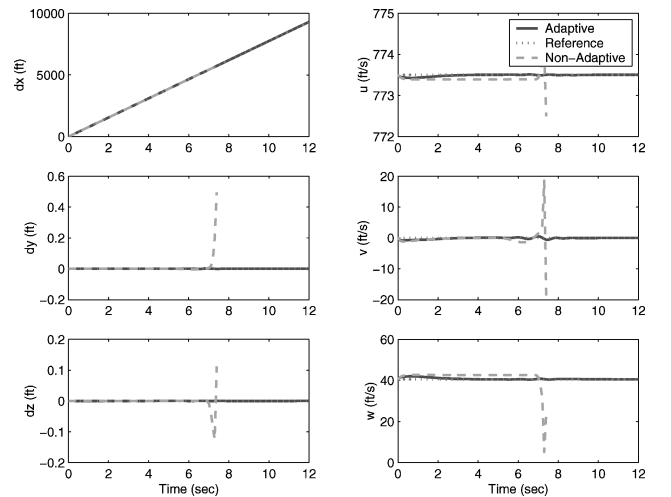 10000
5000
0
dx (ft)
0 2 4 6 8 10 12
775
774
773
772
u (ft/s)
Adaptive
Reference
Non−Adaptive
0 2 4 6 8 10 12
0.6
0.4
0.2
0
−0.2
dy (ft)
0 2 4 6 8 10 12
20
10
0
−10
−20
v (ft/s)
0 2 4 6 8 10 12
0.2
0.1
0
−0.1
−0.2
dz (ft)
0 2 4 6 8 10 12
Time (sec)
60
40
20
0
w (ft/s)
0 2 4 6 8 10 12
Time (sec)